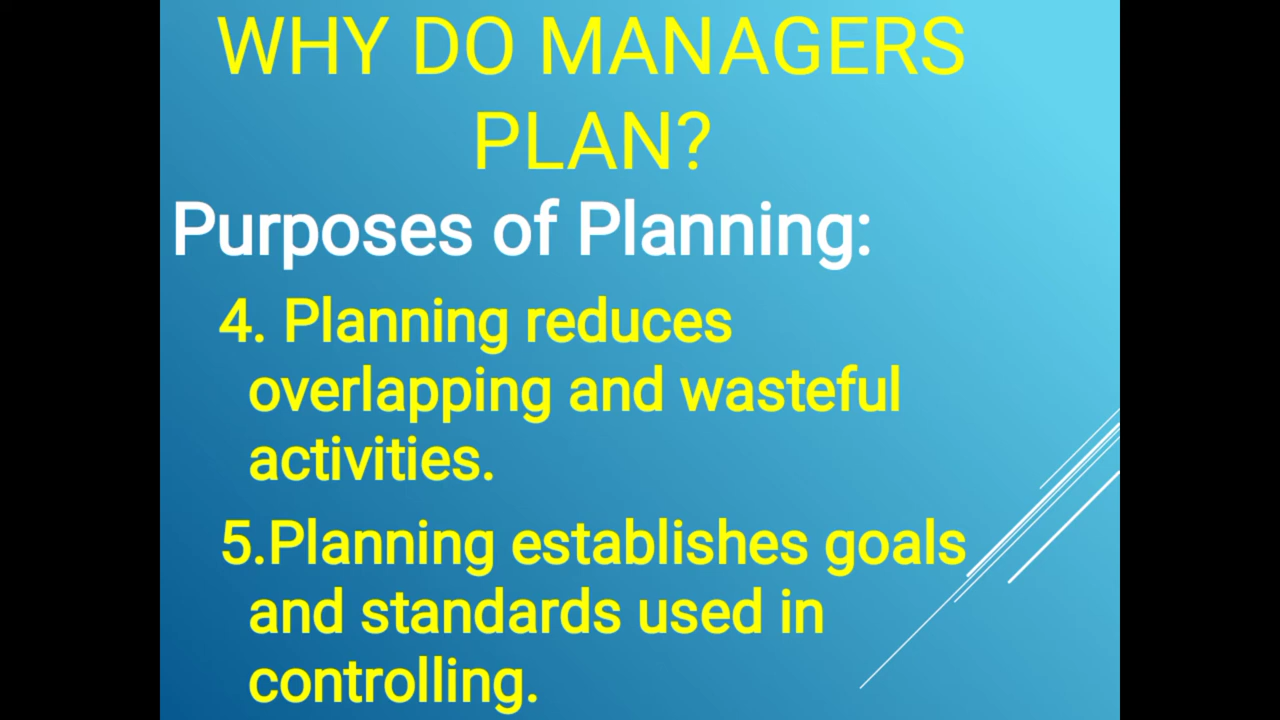 WHY DO MANAGERS
PLAN?
Purposes of Planning:
4. Planning reduces
overlapping and wasteful
activities.
5.Planning establishes goals
and standards used in
controlling.